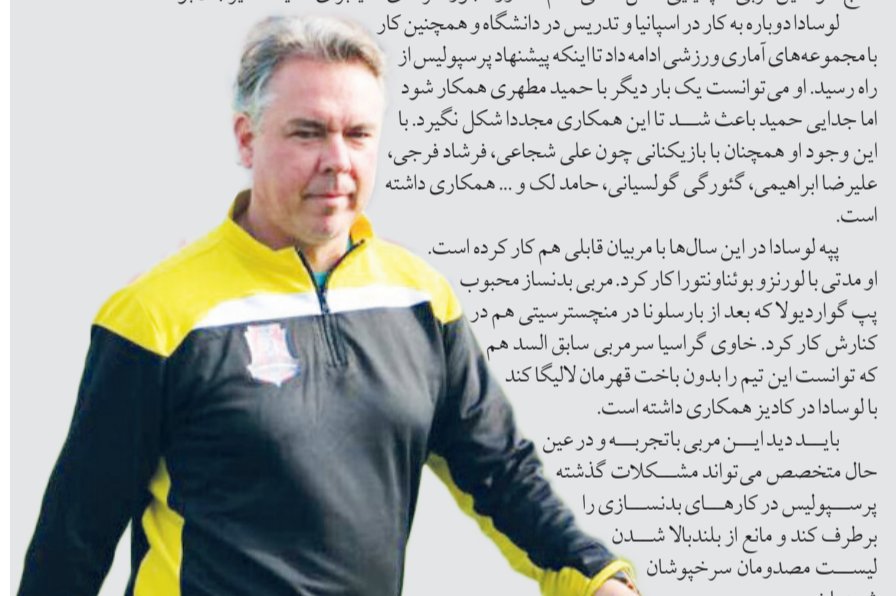 لوسادا دوباره به کار در اسپانیا و تدریس در دانشگاه و همچنین کار
با مجموعه‌های آماری ورزشی ادامه داد تا اینکه پیشنهاد پرسپولیس از
راه رسید. او می‌توانست یک بار دیگر با حمید مطهری همکار شود
اما جدایی حمید باعث شد تا این همکاری مجددا شکل نگیرد. با
این وجود او همچنان با بازیکنانی چون علی شجاعی، فرشاد فرجی،
علیرضا ابراهیمی، گئورگی گولسیانی، حامد لک و ... همکاری داشته
است.
پپه لوسادا در این سال‌ها با مربیان قابلی هم کار کرده است.
او مدتی با لورنزو بوئناونتورا کار کرد. مربی بدنساز محبوب
پپ گواردیولا که بعد از بارسلونا در منچسترسیتی هم در
کنارش کار کرد. خاوی گراسیا سرمربی سابق السد هم
که توانست این تیم را بدون باخت قهرمان لالیگا کند
با لوسادا در کادیز همکاری داشته است.
باید دید این مربی باتجربه و در عین
حال متخصص می‌تواند مشکلات گذشته
پرسپولیس در کارهای بدنسازی را
برطرف کند و مانع از بلندبالا شدن
لیست مصدومان سرخپوشان